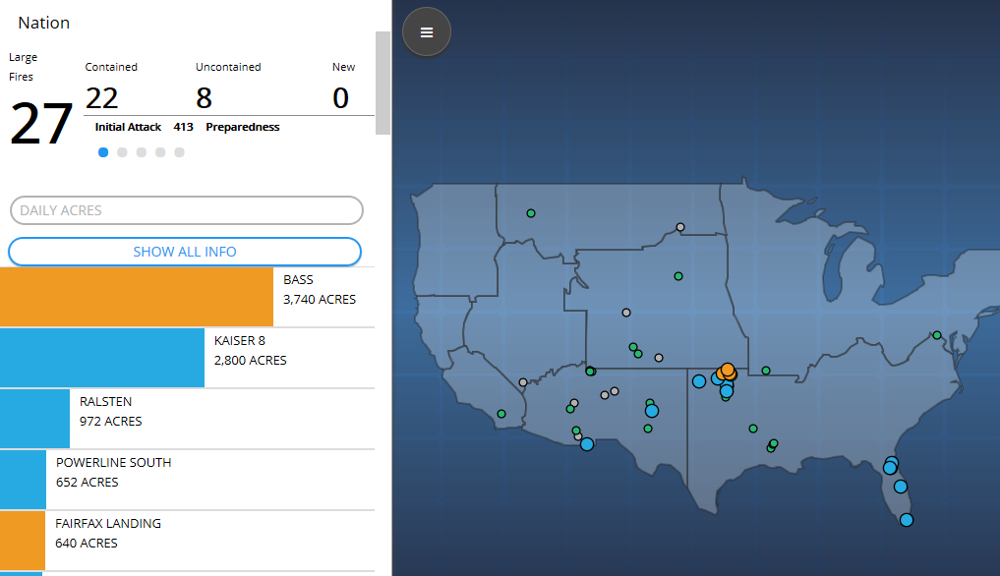 Nation
Large
Fires
27
Contained
22
Uncontained
8
New
0
Initial Attack 413 Preparedness
DAILY ACRES
SHOW ALL INFO
BASS
3,740 ACRES
KAISER 8
2,800 ACRES
RALSTEN
972 ACRES
POWERLINE SOUTH
652 ACRES
FAIRFAX LANDING
640 ACRES